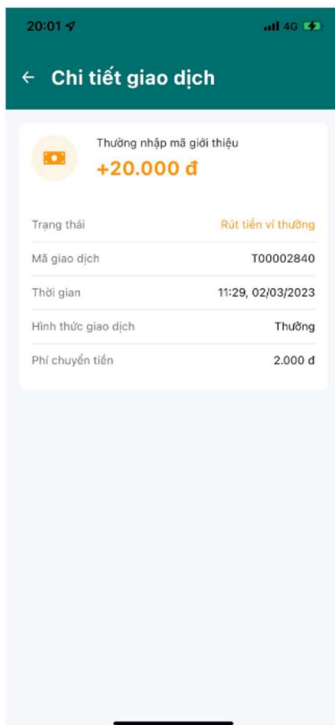 20:01 4G
Chi tiết giao dịch
Thưởng nhập mã giới thiệu
+20.000 đ
Trạng thái Rút tiền ví thưởng
Mã giao dịch T00002840
Thời gian 11:29, 02/03/2023
Hình thức giao dịch Thưởng
Phí chuyển tiền 2.000 đ